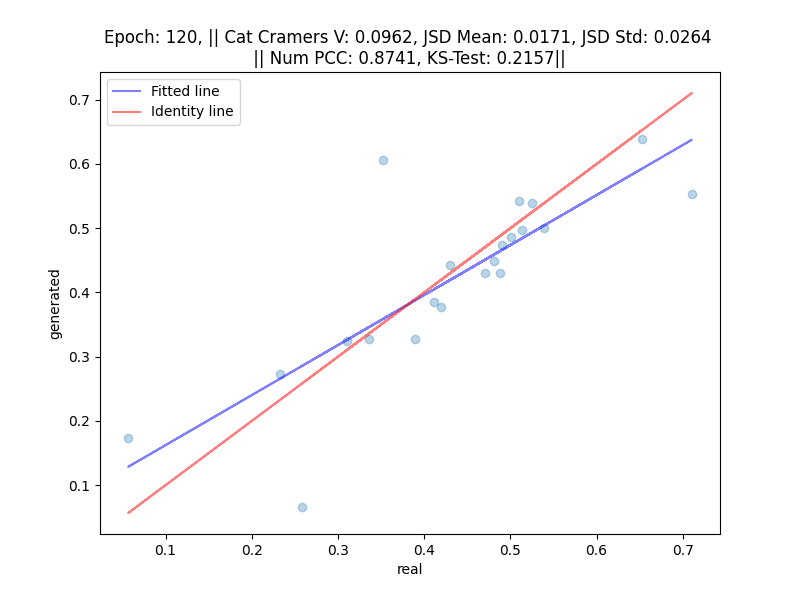 Epoch: 120, || Cat Cramers V: 0.0962, JSD Mean: 0.0171, JSD Std: 0.0264
|| Num PCC: 0.8741, KS-Test: 0.2157||
Fitted line
Identity line
generated
0.7
0.6
0.5
0.4
0.3
0.2
0.1
0.1 0.2 0.3 0.4 0.5 0.6 0.7
real